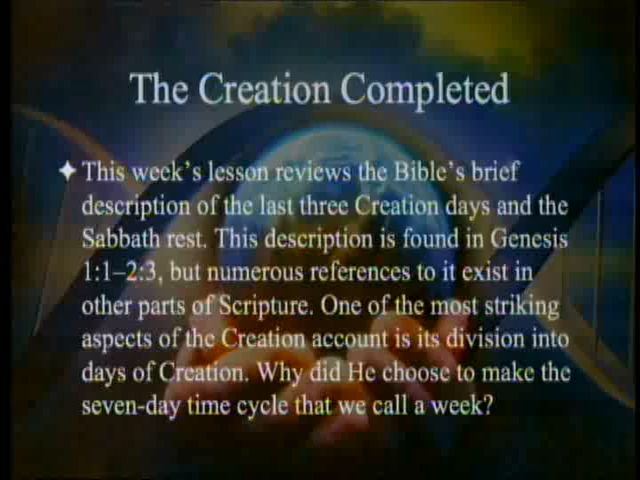 The Creation Completed
This week's lesson reviews the Bible's brief
description of the last three Creation days and the
Sabbath rest. This description is found in Genesis
1:1–2:3, but numerous references to it exist in
other parts of Scripture. One of the most striking
aspects of the Creation account is its division into
days of Creation. Why did He choose to make the
seven-day time cycle that we call a week?